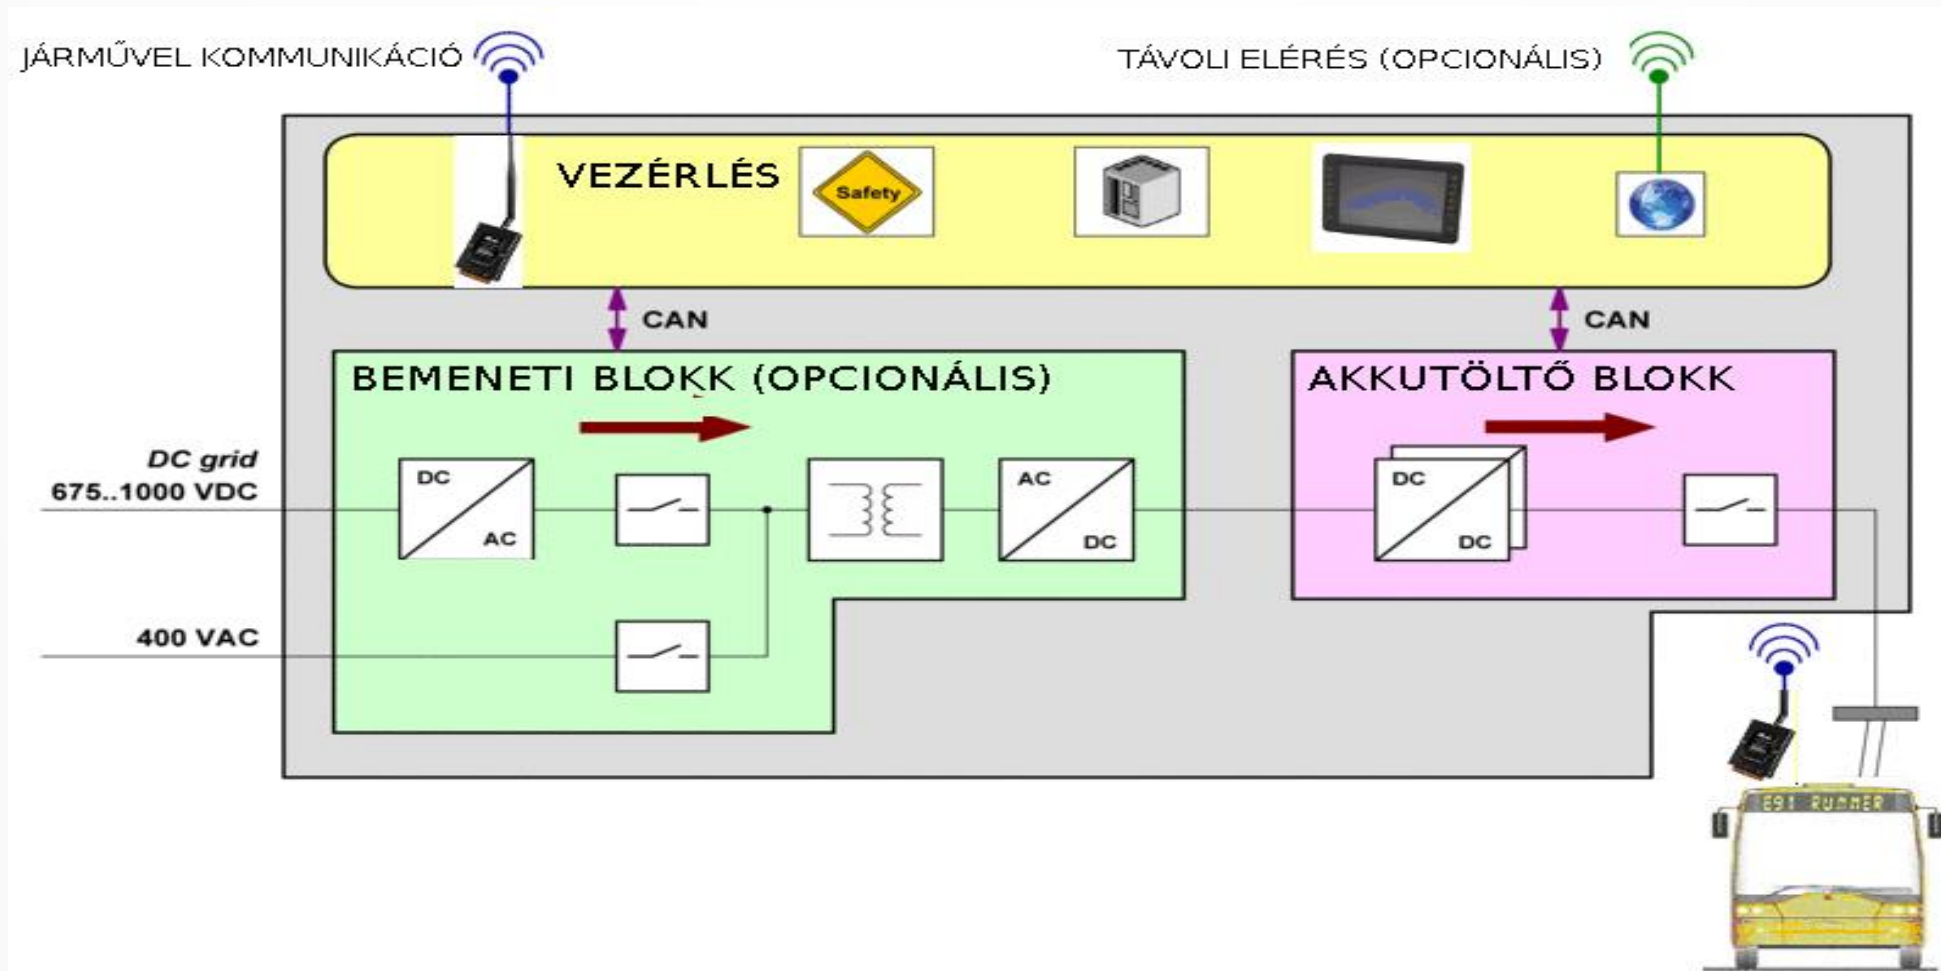 JÁRMŰVEL KOMMUNIKÁCIÓ
TÁVOLI ELÉRÉS (OPCIONÁLIS)
VEZÉRLÉS
Safety
CAN
CAN
BEMENETI BLOKK (OPCIONÁLIS)
AKKUTÖLTŐ BLOKK
DC grid
675..1000 VDC
DC
AC
AC
DC
DC
DC
400 VAC